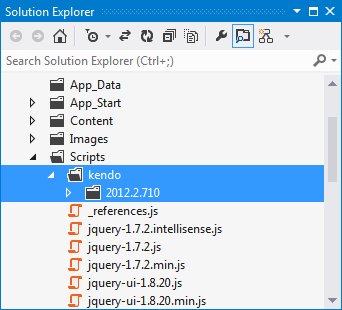 Solution Explorer
Search Solution Explorer (Ctrl+;)
App_Data
App_Start
Content
Images
Scripts
kendo
2012.2.710
_references.js
jquery-1.7.2.intellisense.js
jquery-1.7.2.js
jquery-1.7.2.min.js
jquery-ui-1.8.20.js
jquery-ui-1.8.20.min.js